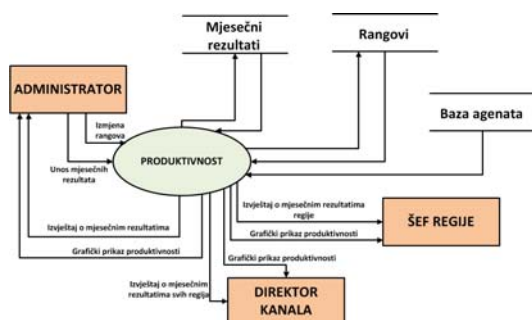 Mjesečni
rezultati
Rangovi
ADMINISTRATOR
Baza agenata
Izmjena
rangova
PRODUKTIVNOST
Unos mjesečnih
rezultata
Izvještaj o mjesečnim rezultatima
regije
ŠEF REGIJE
Izvještaj o mjesečnim rezultatima
Grafički prikaz produktivnosti
Grafički prikaz produktivnosti
Grafički prikaz produktivnosti
Izvještaj o mjesečnim
rezultatima svih regija
DIREKTOR
KANALA